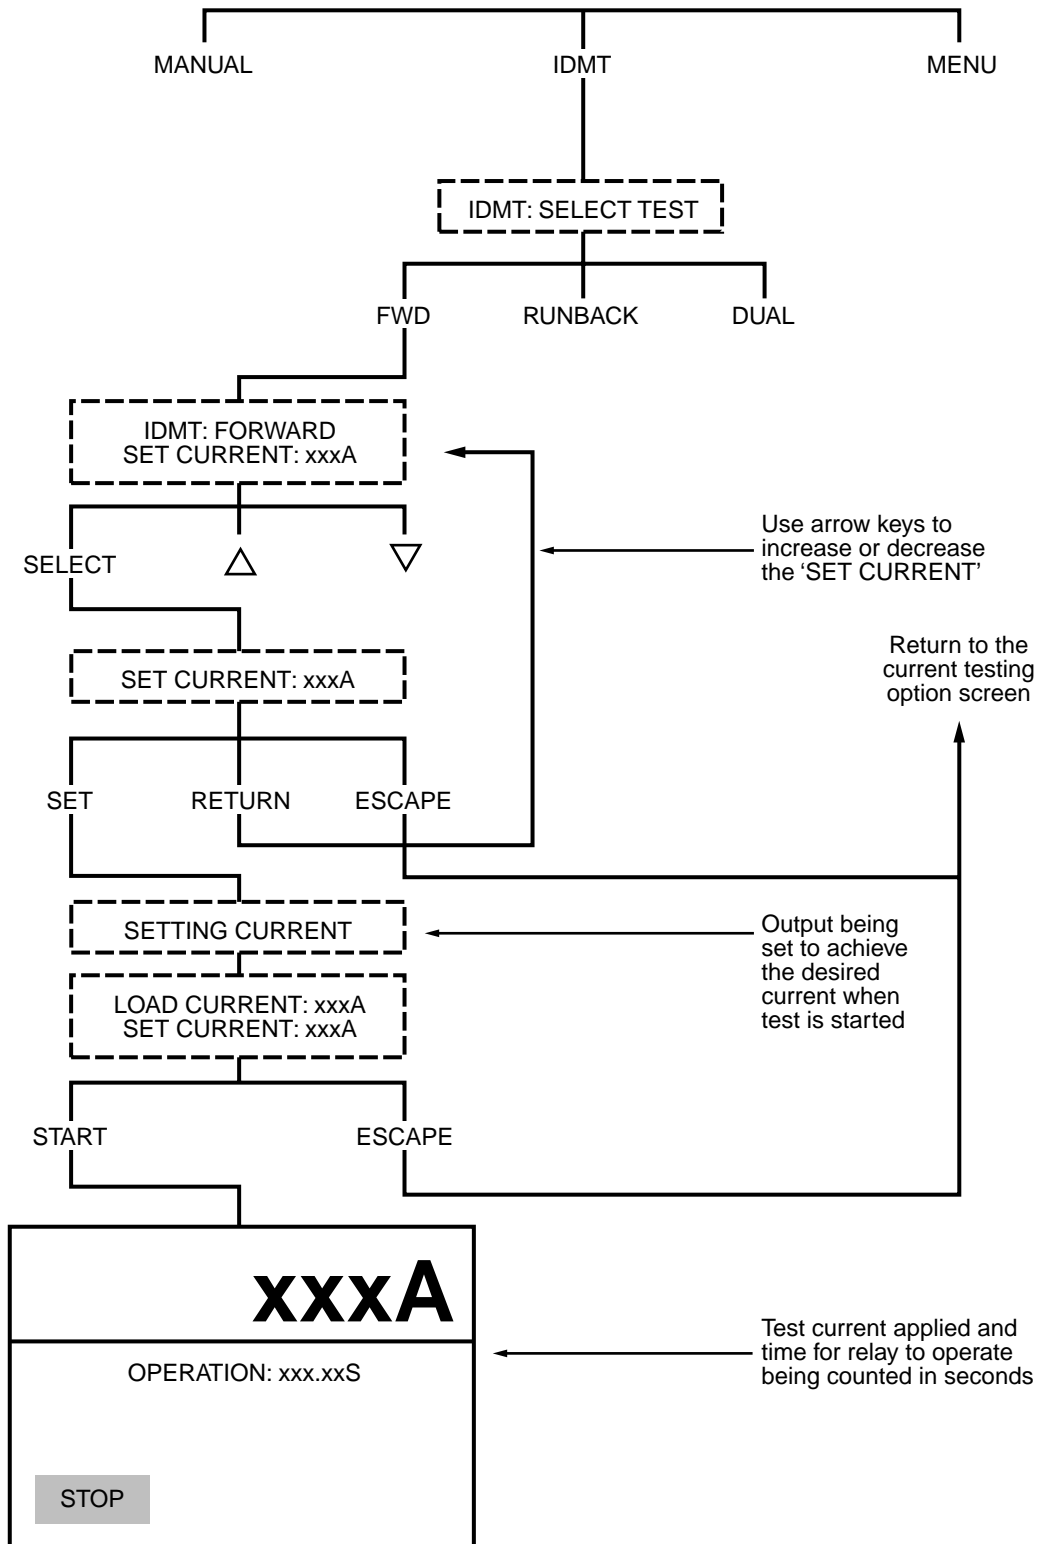 MANUAL
IDMT
MENU
IDMT: SELECT TEST
FWD
RUNBACK
DUAL
IDMT: FORWARD
SET CURRENT: xxxA
Use arrow keys to
increase or decrease
the ‘SET CURRENT’
SELECT
Return to the
current testing
option screen
SET CURRENT: xxxA
SET
RETURN
ESCAPE
SETTING CURRENT
Output being
set to achieve
the desired
current when
test is started
LOAD CURRENT: xxxA
SET CURRENT: xxxA
START
ESCAPE
xxxA
OPERATION: xxx.xxS
Test current applied and
time for relay to operate
being counted in seconds
STOP